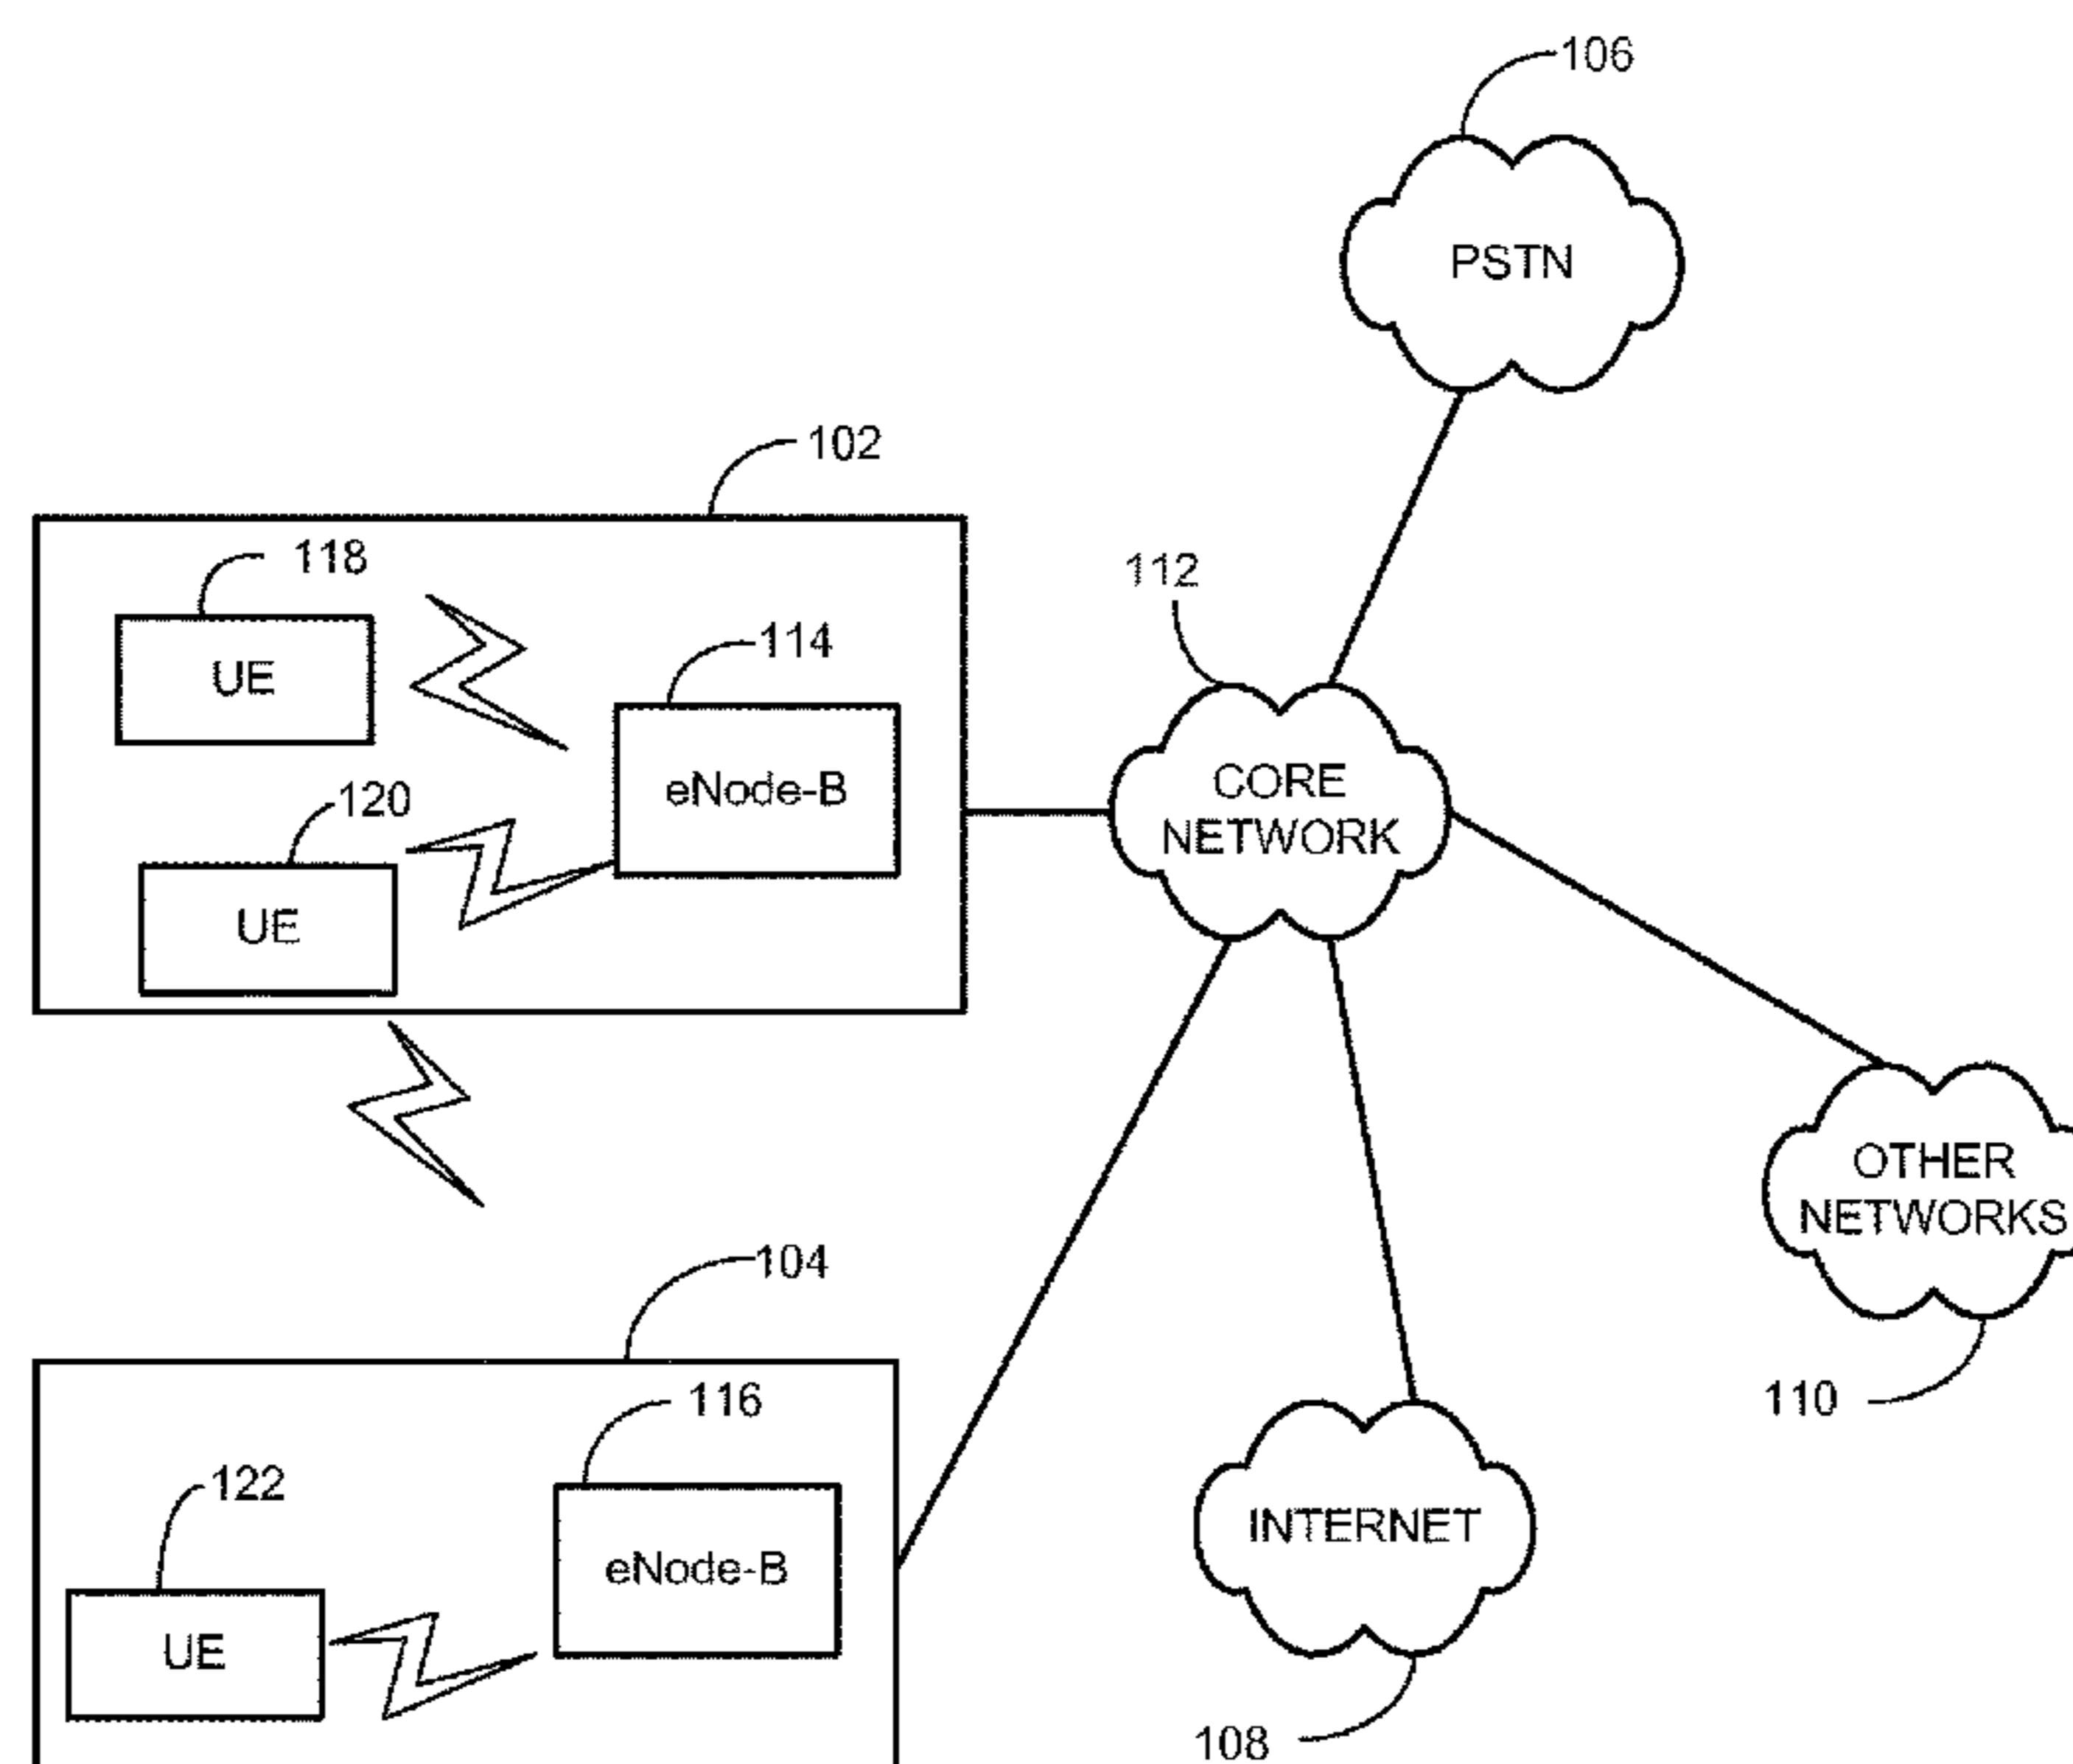 106
PSTN
102
118
UE
114
eNode-B
120
UE
112
CORE
NETWORK
OTHER
NETWORKS
110
104
116
eNode-B
122
UE
INTERNET
108